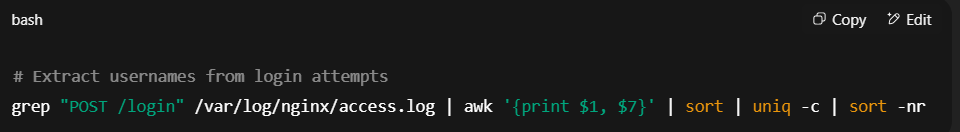 bash
Copy
Edit
# Extract usernames from login attempts
grep "POST /login" /var/log/nginx/access.log | awk '{print $1, $7}' | sort | uniq -c | sort -nr